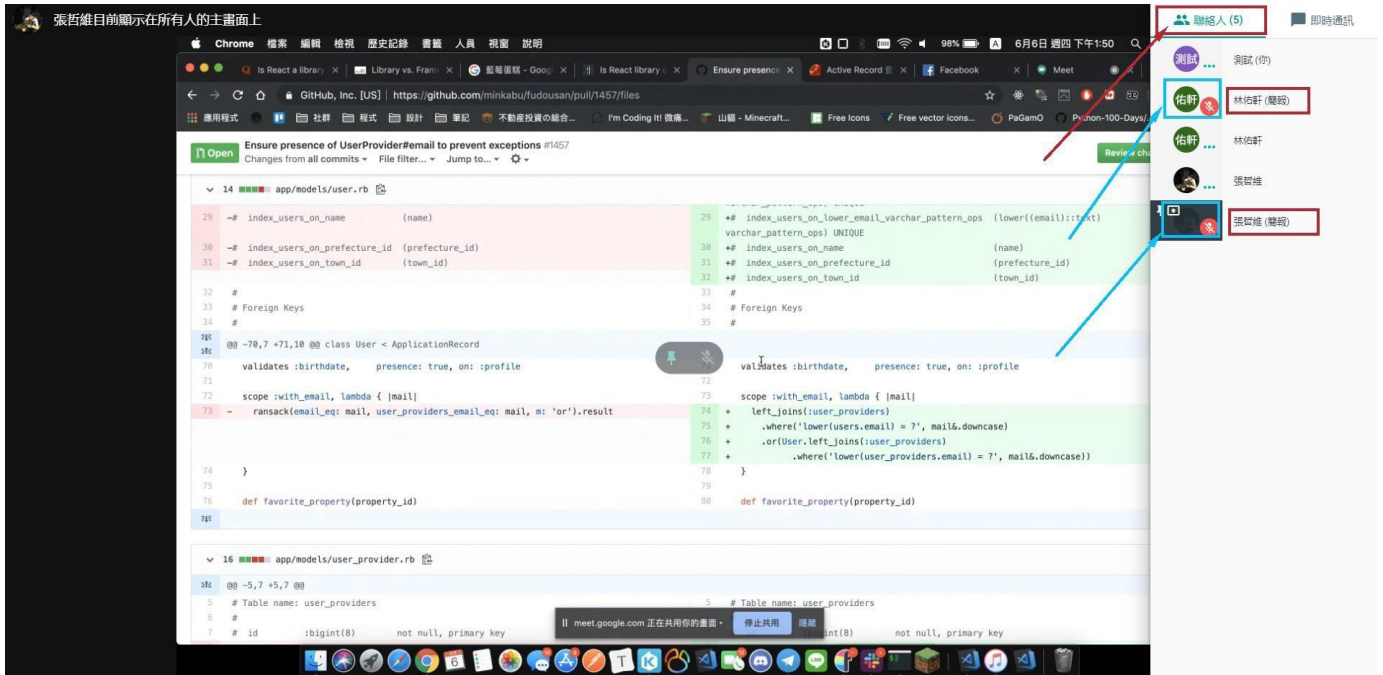 張哲維目前顯示在所有人的主畫面上
聯絡人 (5)
即時通訊
Chrome 檔案 編輯 檢視 歷史記錄 書籤 人員 視窗 說明
98% A 6月6日 週四 下午1:50
Is React a library
Library vs. Fram
藍莓蛋糕 - Goog
Is React library o
Ensure presence
Active Record
Facebook
Meet
GitHub, Inc. [US] | https://github.com/minkabu/fudousan/pull/1457/files
應用程式 社群 程式 設計 筆記 不動産投資の総合... I'm Coding It! 微痛... 山貓 - Minecraft... Free Icons Free vector icons... PaGamO Python-100-Days/
Open
Ensure presence of UserProvider#email to prevent exceptions #1457
Changes from all commits File filter... Jump to...
Review cha
14 app/models/user.rb
29 -# index_users_on_name (name)
30 -# index_users_on_prefecture_id (prefecture_id)
31 -# index_users_on_town_id (town_id)
32 #
33 # Foreign Keys
34 #
29 +# index_users_on_lower_email_varchar_pattern_ops (lower((email)::text)
varchar_pattern_ops) UNIQUE
30 +# index_users_on_name (name)
31 +# index_users_on_prefecture_id (prefecture_id)
32 +# index_users_on_town_id (town_id)
33 #
34 # Foreign Keys
35 #
@@ -70,7 +71,10 @@ class User < ApplicationRecord
70 validates :birthdate, presence: true, on: :profile
71
72 scope :with_email, lambda { |mail|
73 - ransack(email_eq: mail, user_providers_email_eq: mail, m: 'or').result
74 }
75
76 def favorite_property(property_id)
validates :birthdate, presence: true, on: :profile
72
73 scope :with_email, lambda { |mail|
74 + left_joins(:user_providers)
75 + .where('lower(users.email) = ?', mail&.downcase)
76 + .or(User.left_joins(:user_providers)
77 + .where('lower(user_providers.email) = ?', mail&.downcase))
78 }
79
80 def favorite_property(property_id)
16 app/models/user_provider.rb
@@ -5,7 +5,7 @@
5 # Table name: user_providers
6 #
7 # id :bigint(8) not null, primary key
5 # Table name: user_providers
int(8) not null, primary key
meet.google.com 正在共用你的畫面。
停止共用
隱藏
測試
測試 (你)
佑軒
林佑軒 (簡報)
佑軒
林佑軒
張哲維
張哲維 (簡報)